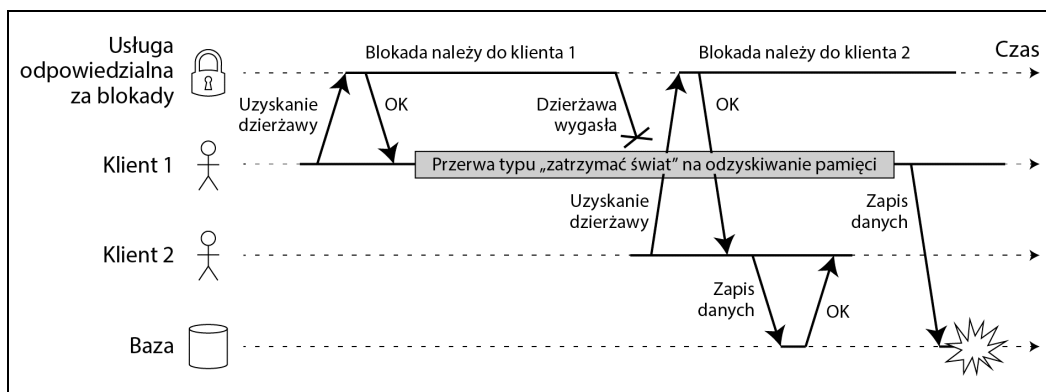 Usługa
odpowiedzialna
za blokady
Blokada należy do klienta 1
Blokada należy do klienta 2
Czas
Uzyskanie
dzierżawy
OK
Dzierżawa
wygasła
OK
Klient 1
Przerwa typu „zatrzymać świat” na odzyskiwanie pamięci
Uzyskanie
dzierżawy
Zapis
danych
Klient 2
Zapis
danych
OK
Baza